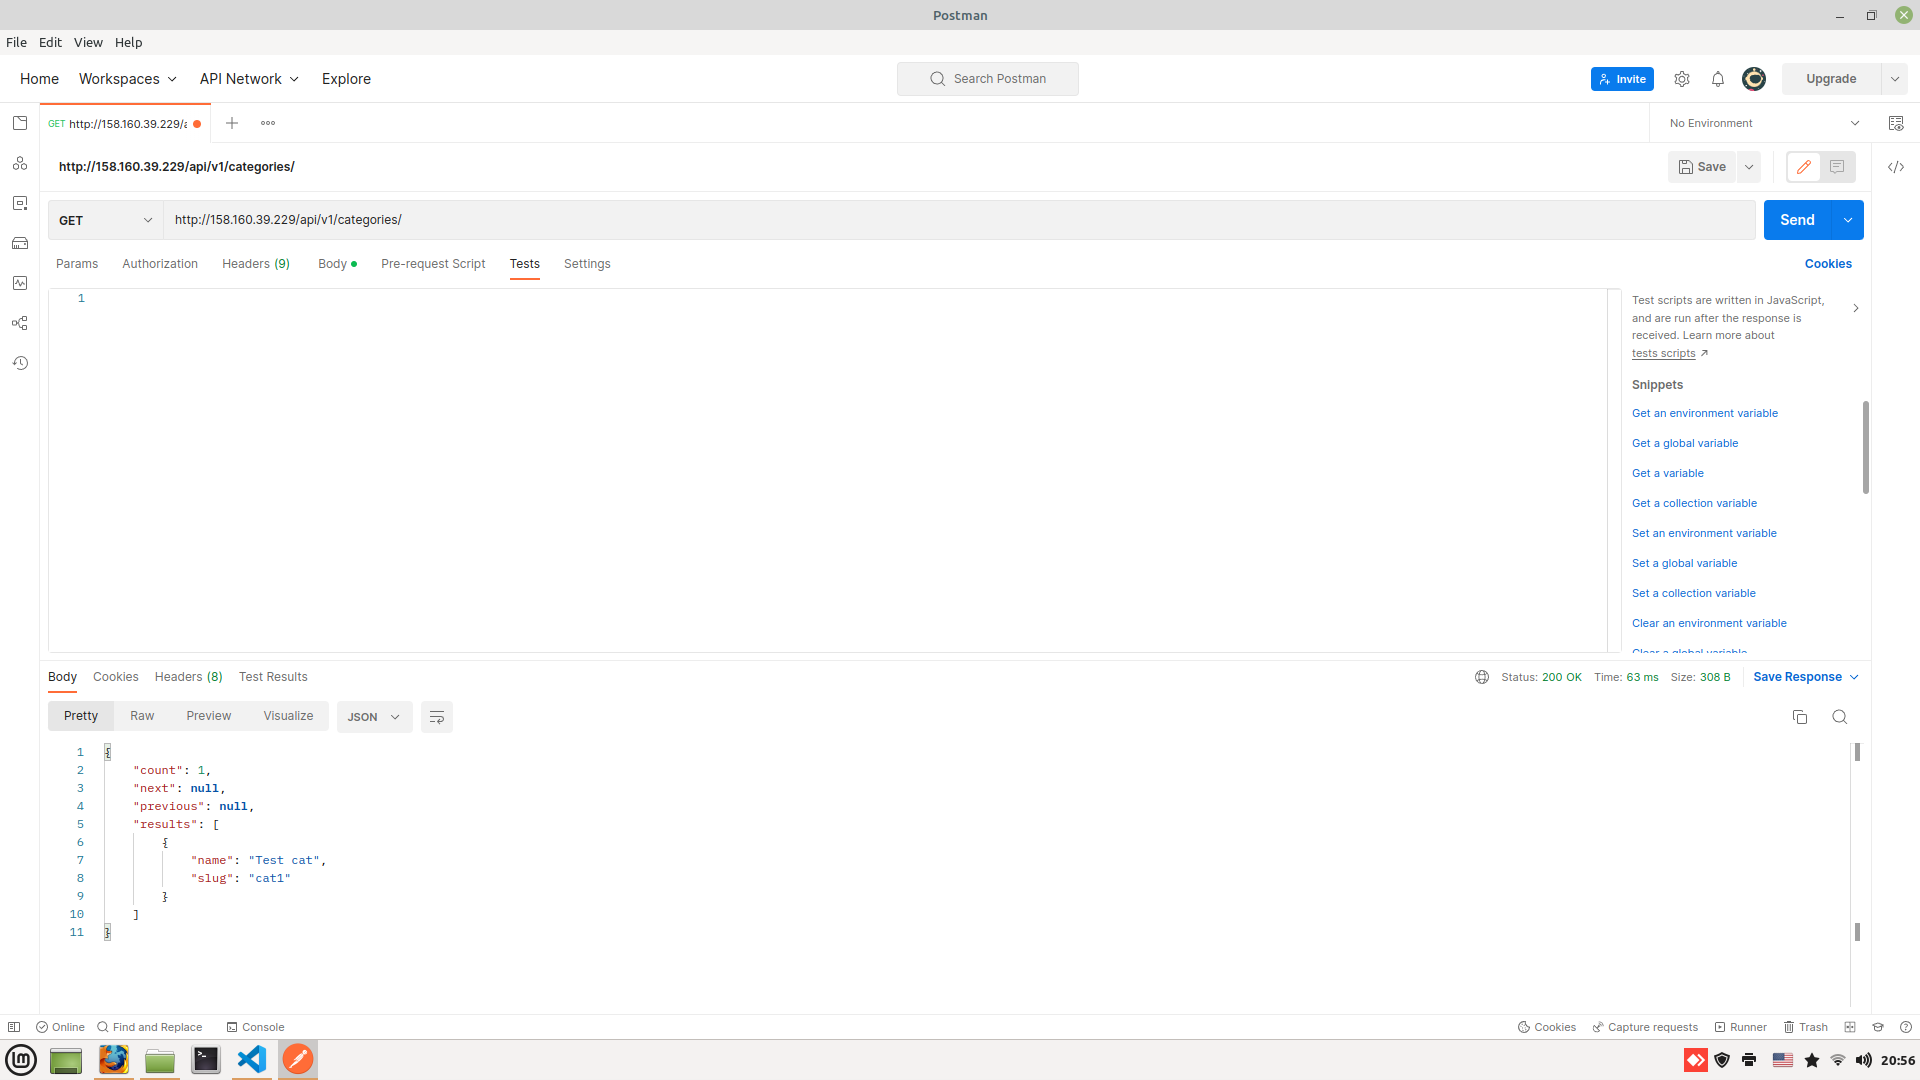 Postman
File Edit View Help
Home Workspaces API Network Explore
Search Postman
Invite
Upgrade
GET http://158.160.39.229/a
No Environment
http://158.160.39.229/api/v1/categories/
Save
GET http://158.160.39.229/api/v1/categories/
Send
Params Authorization Headers (9) Body Pre-request Script Tests Settings
Cookies
1
Test scripts are written in JavaScript,
and are run after the response is
received. Learn more about
tests scripts
Snippets
Get an environment variable
Get a global variable
Get a variable
Get a collection variable
Set an environment variable
Set a global variable
Set a collection variable
Clear an environment variable
Clear a global variable
Body Cookies Headers (8) Test Results
Status: 200 OK Time: 63 ms Size: 308 B
Save Response
Pretty Raw Preview Visualize JSON
1 {
2 "count": 1,
3 "next": null,
4 "previous": null,
5 "results": [
6 {
7 "name": "Test cat",
8 "slug": "cat1"
9 }
10 ]
11 }
Online Find and Replace Console
Cookies Capture requests Runner Trash
20:56